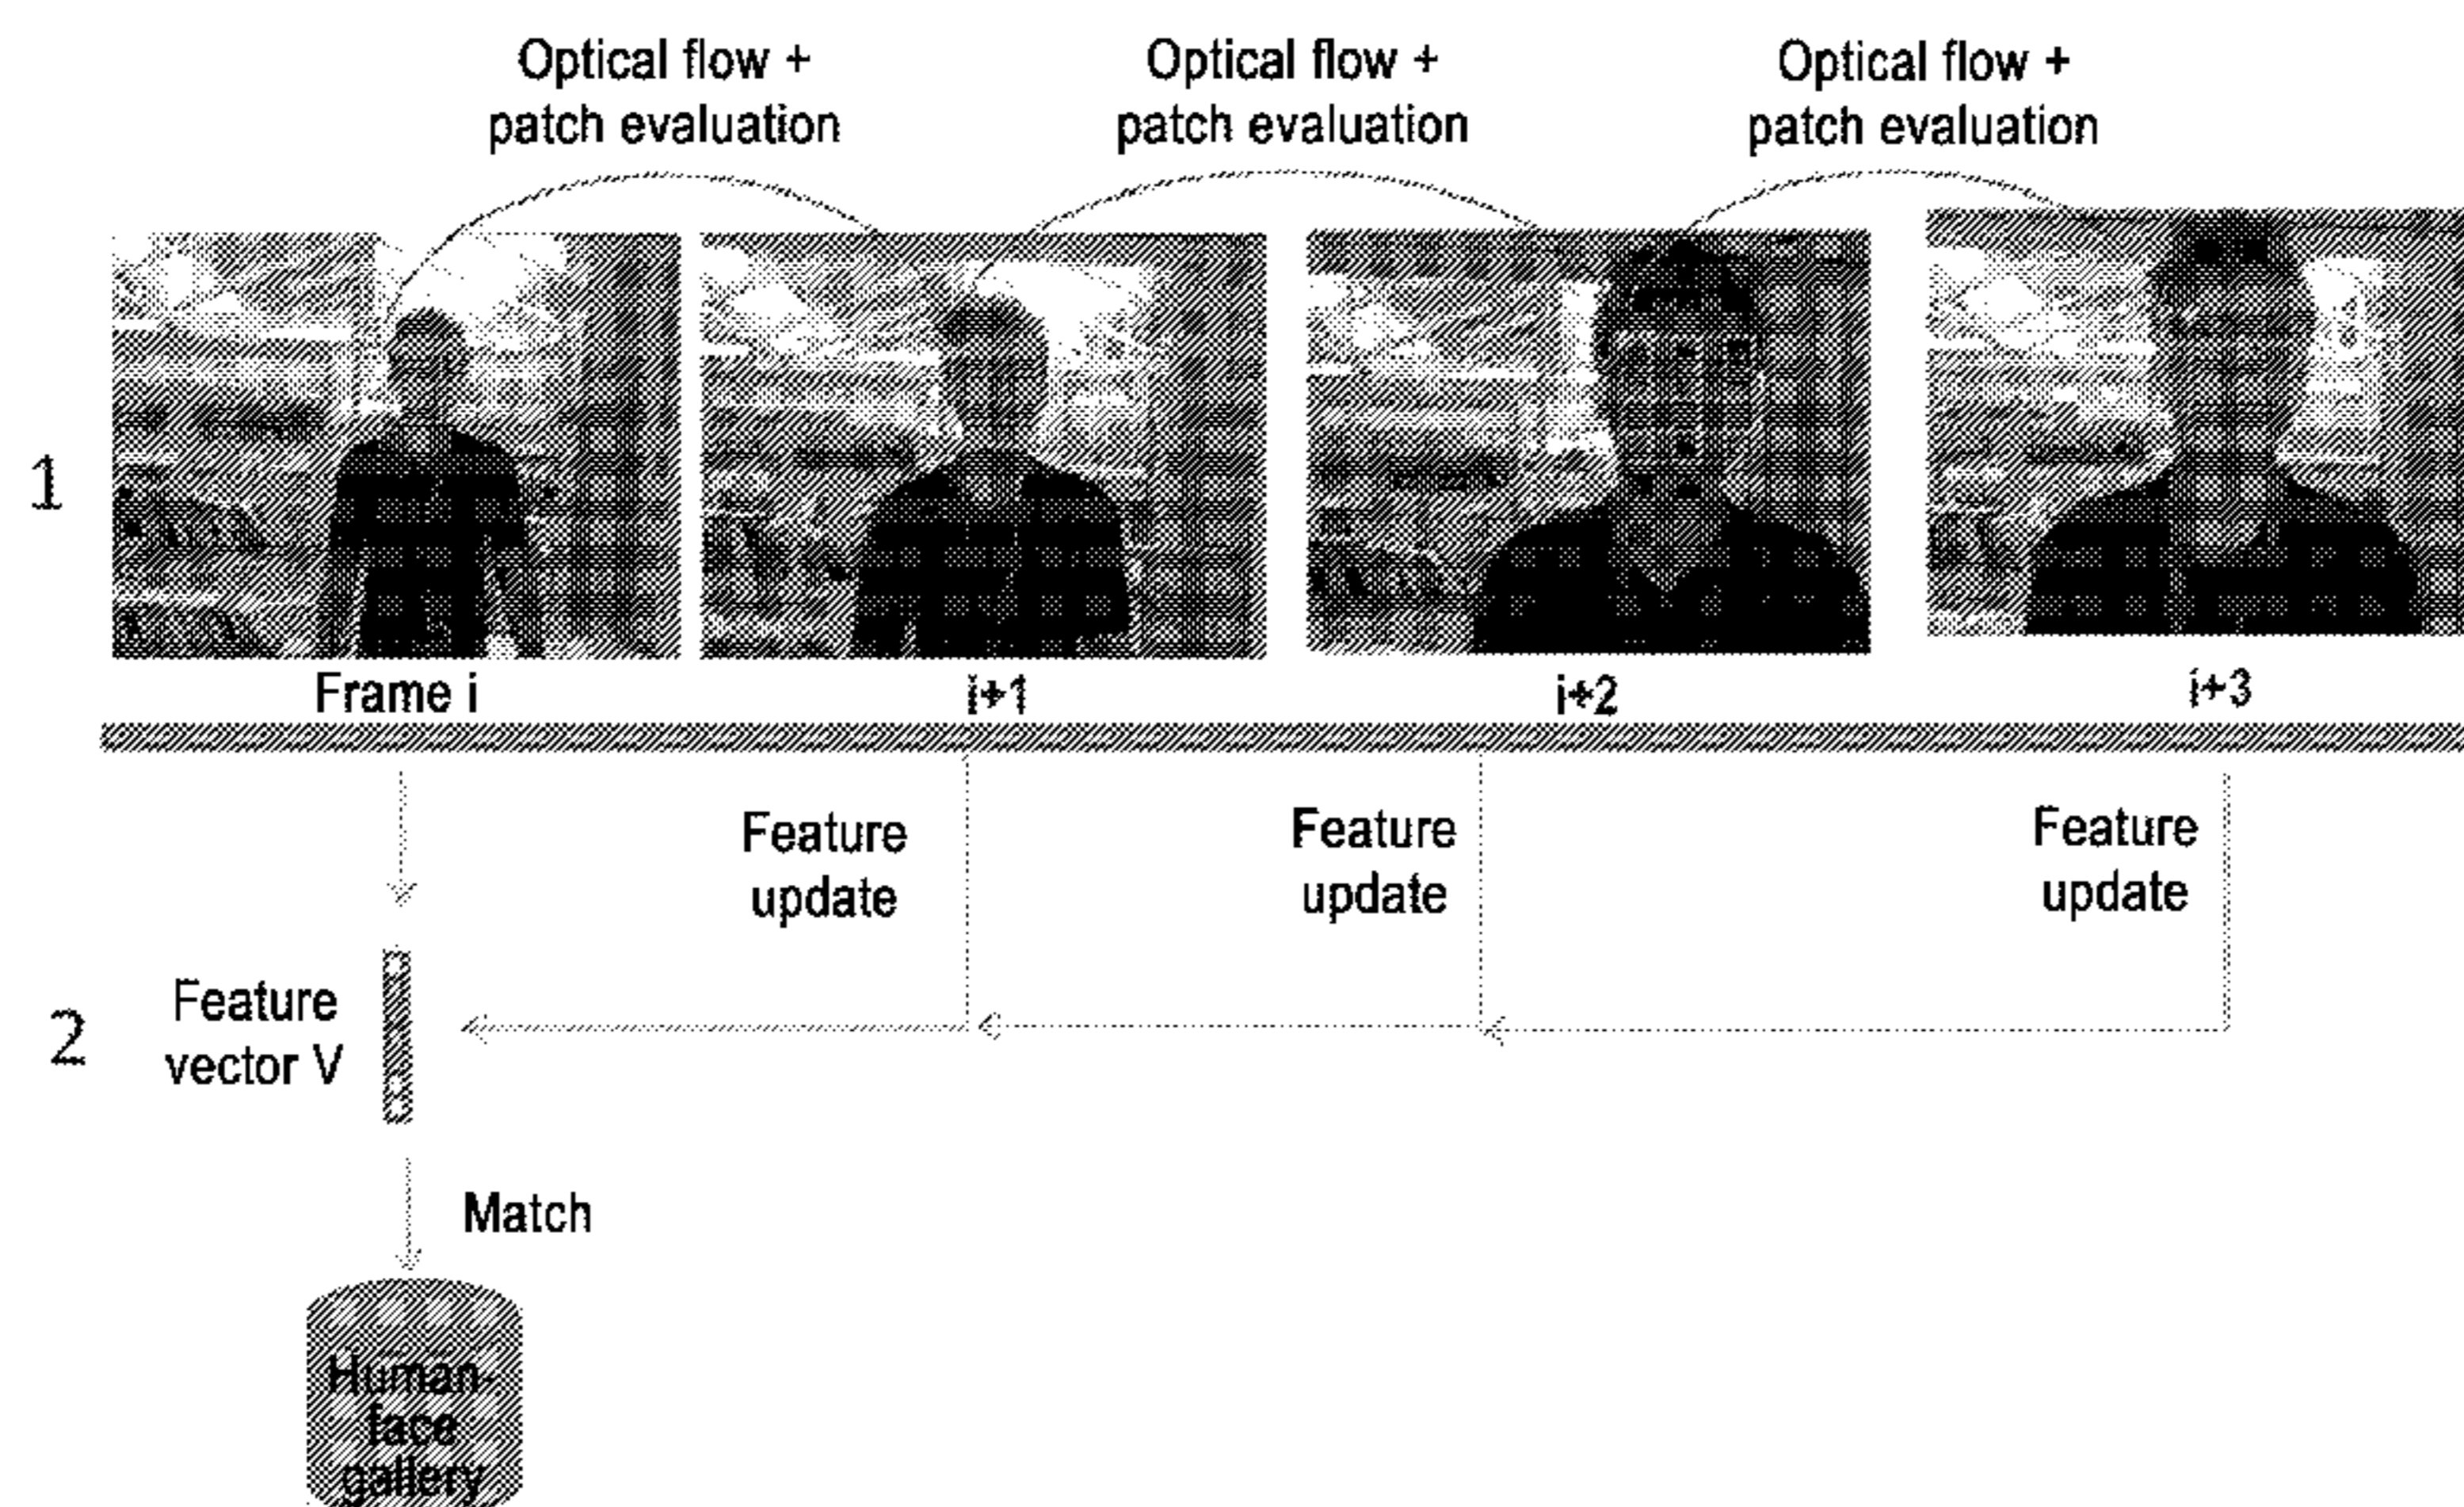 Optical flow +
patch evaluation
Optical flow +
patch evaluation
Optical flow +
patch evaluation
1
Frame i
i+1
i+2
i+3
Feature
update
Feature
update
Feature
update
2
Feature
vector V
Match
Human-
face
gallery